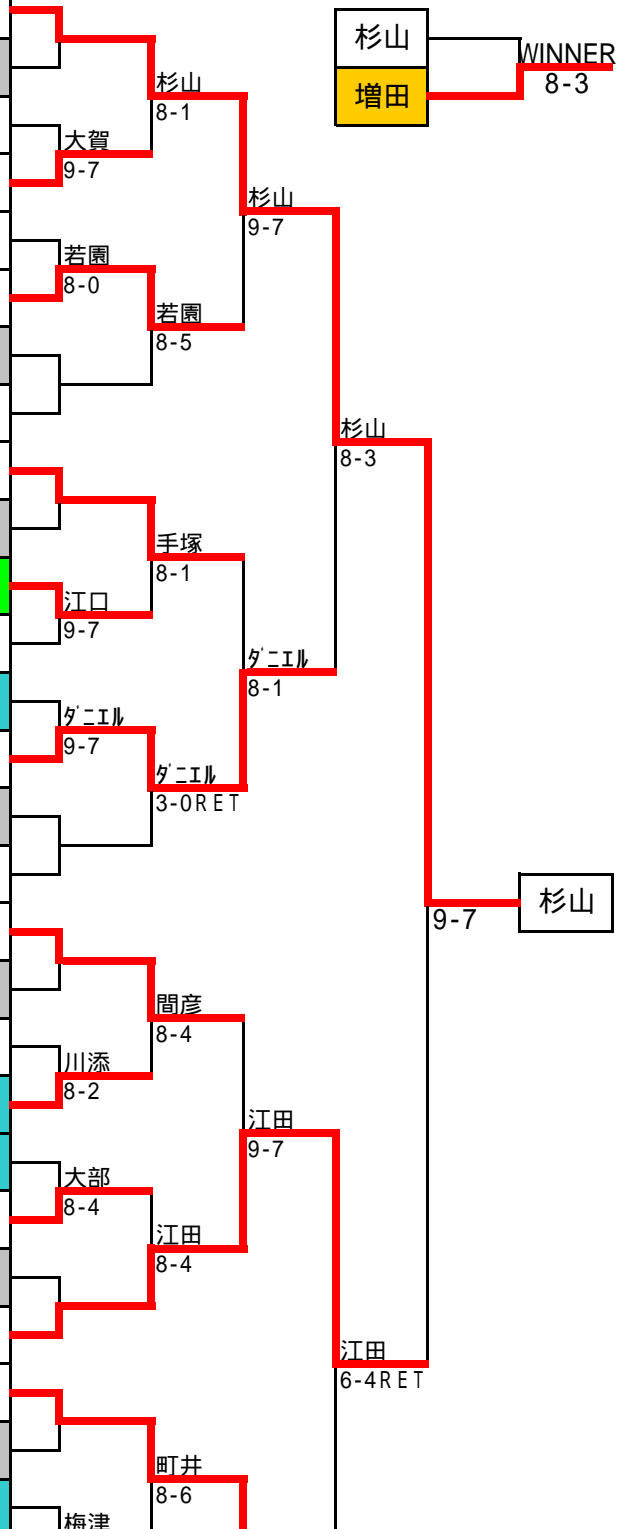 杉山
WINNER
増田
8-3
杉山
8-1
大賀
9-7
杉山
9-7
若園
8-0
若園
8-5
杉山
8-3
手塚
8-1
江口
9-7
ﾀﾞﾆｴﾙ
8-1
ﾀﾞﾆｴﾙ
9-7
ﾀﾞﾆｴﾙ
3-0RET
杉山
9-7
間彦
8-4
川添
8-2
江田
9-7
大部
8-4
江田
8-4
江田
6-4RET
町井
8-6
梅津